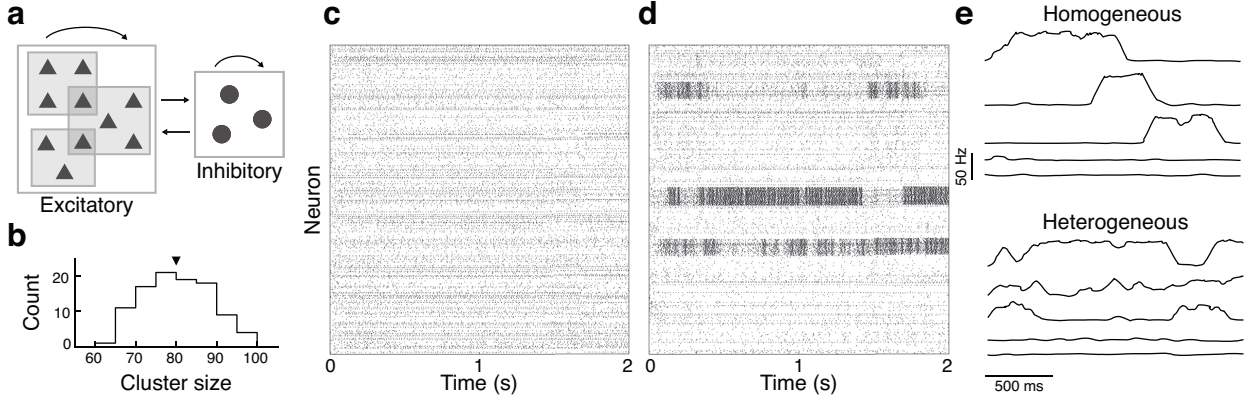 a
Excitatory
Inhibitory
b
Count
20
10
0
60 70 80 90 100
Cluster size
c
Neuron
0 1 2
Time (s)
d
0 1 2
Time (s)
e
Homogeneous
50 Hz
Heterogeneous
500 ms